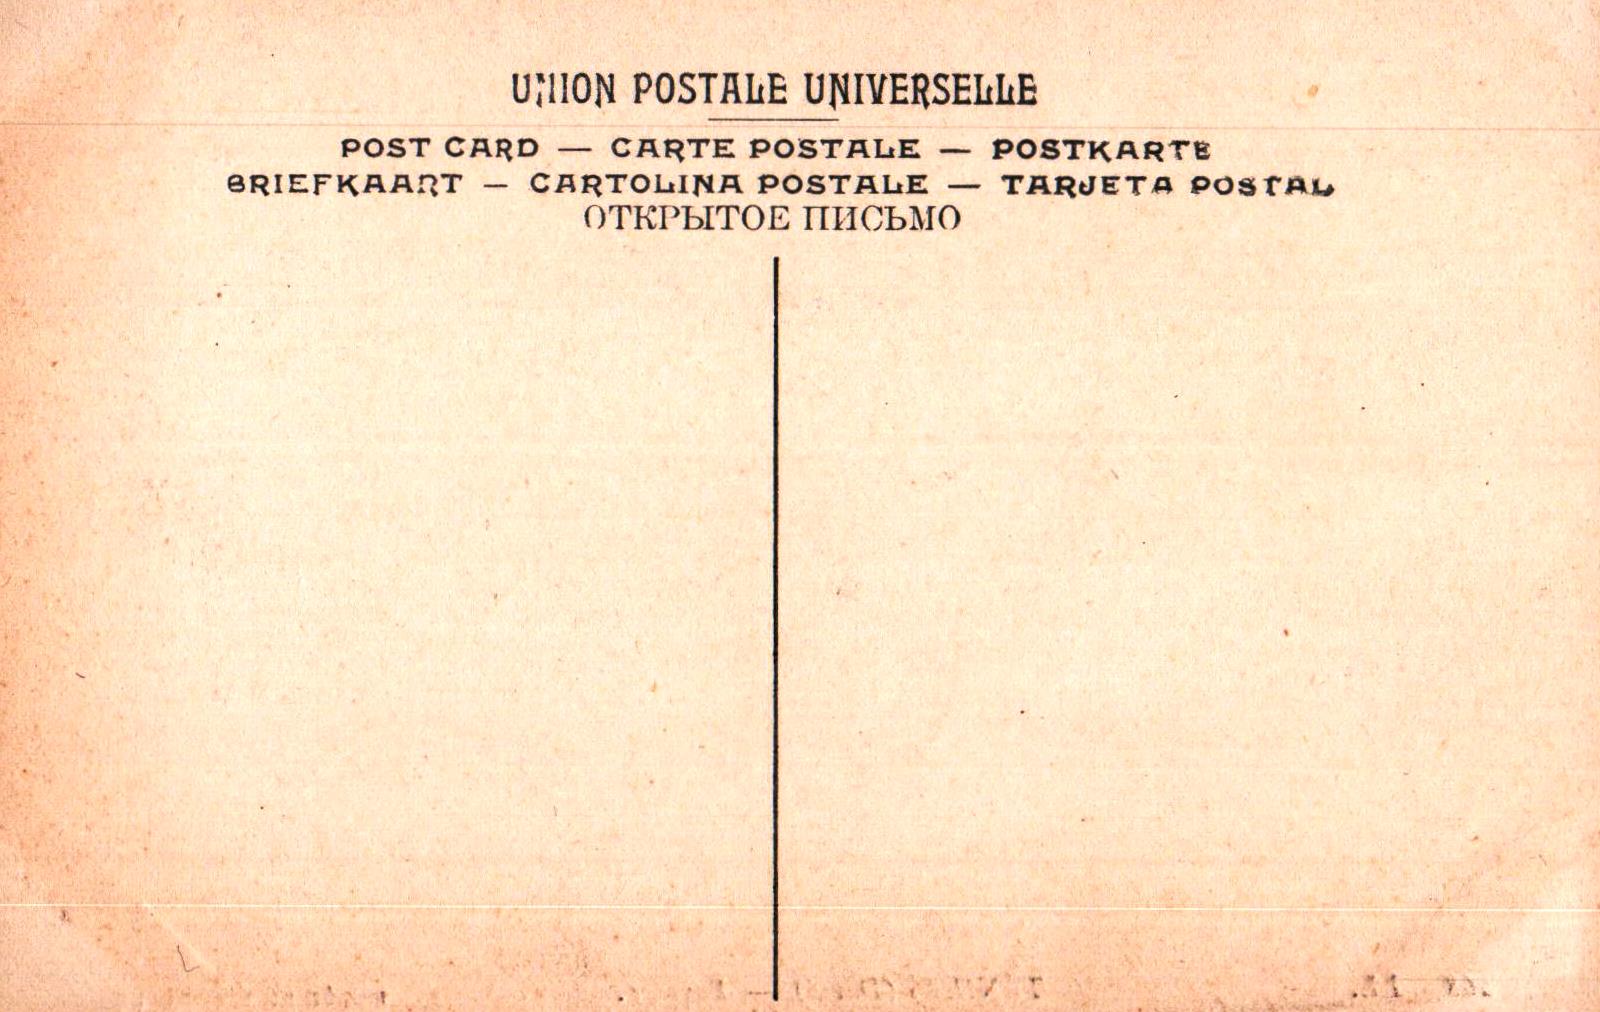 UNION POSTALE UNIVERSELLE
POST CARD — CARTE POSTALE — POSTKARTE
BRIEFKAART — CARTOLINA POSTALE — TARJETA POSTAL
ОТКРЫТОЕ ПИСЬМО